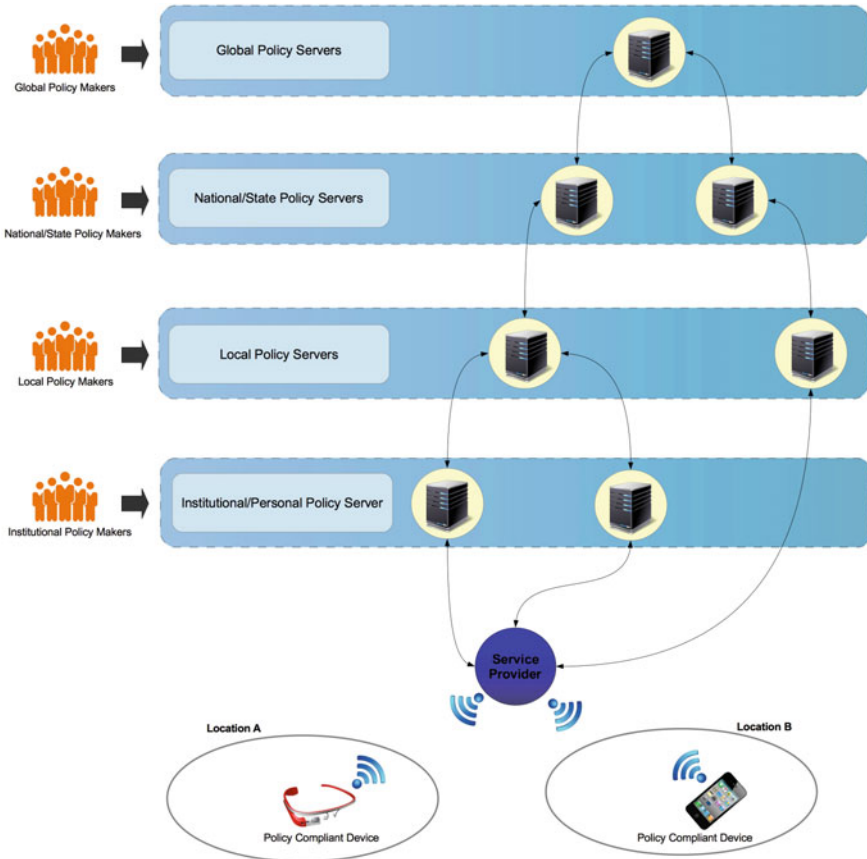 Global Policy Makers
Global Policy Servers
National/State Policy Makers
National/State Policy Servers
Local Policy Makers
Local Policy Servers
Institutional Policy Makers
Institutional/Personal Policy Server
Service
Provider
Location A
Policy Compliant Device
Location B
Policy Compliant Device